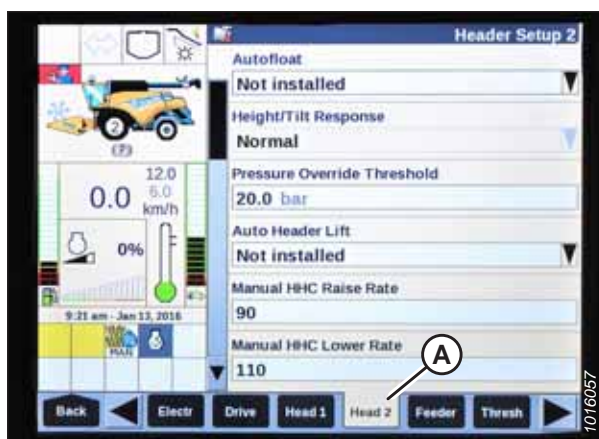 Header Setup 2
Autofloat
Not installed
Height/Tilt Response
Normal
Pressure Override Threshold
20.0 bar
Auto Header Lift
Not installed
Manual HHC Raise Rate
90
Manual HHC Lower Rate
110
2
(?)
12.0
0.0 6.0
km/h
0%
9:21 am - Jan 13, 2016
MAN
A
Back Electr Drive Head 1 Head 2 Feeder Thresh
1016057